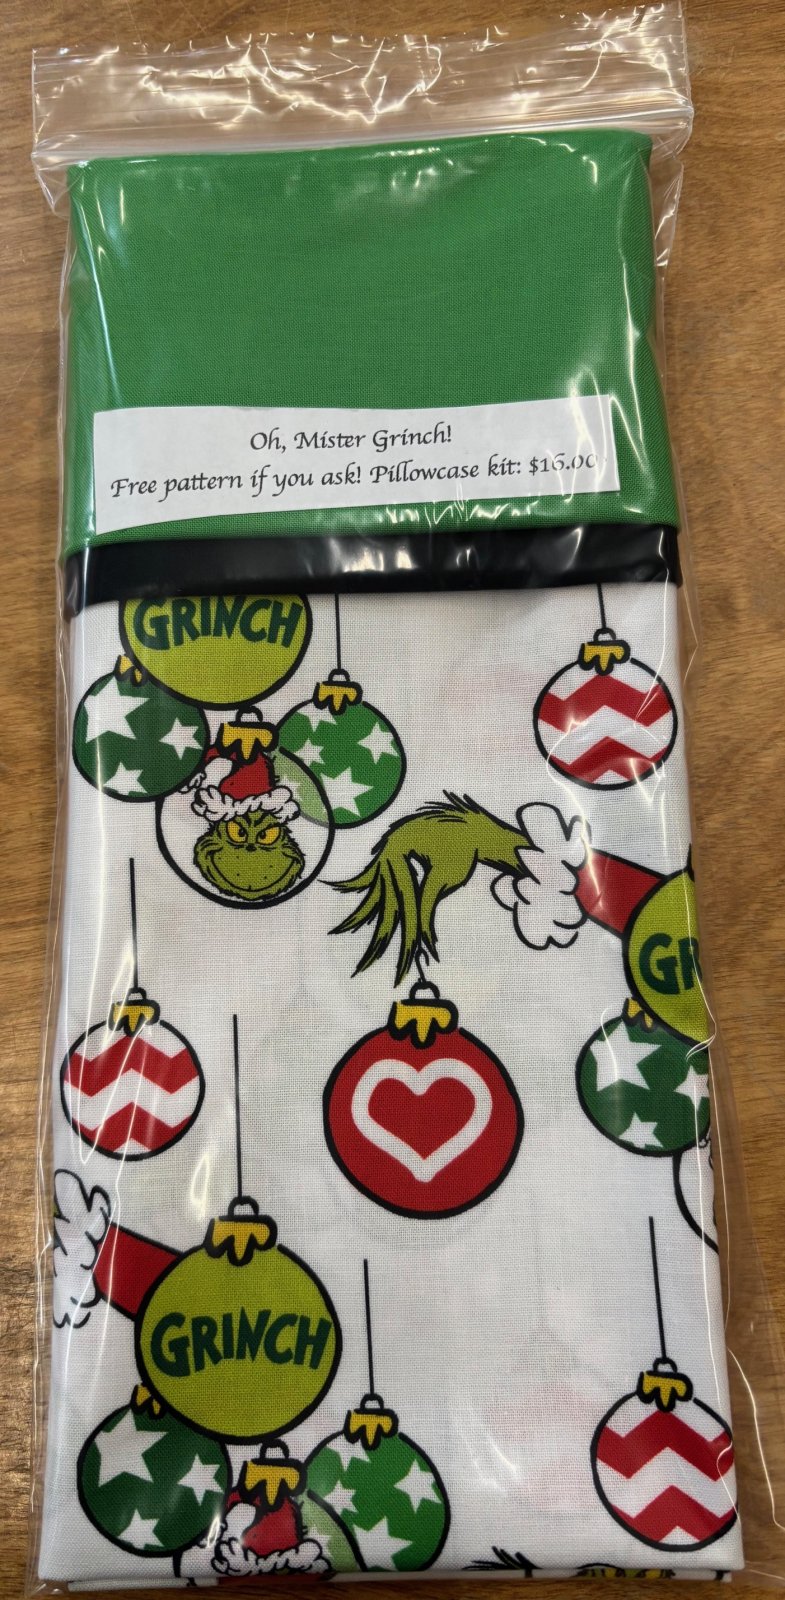 Oh, Mister Grinch!
Free pattern if you ask! Pillowcase kit: $16.00
GRINCH
GR
GRINCH